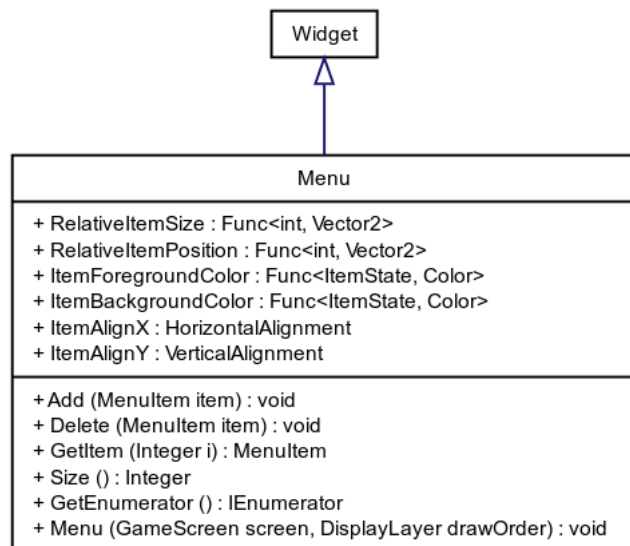 Widget
Menu
+ RelativeItemSize : Func<int, Vector2>
+ RelativeItemPosition : Func<int, Vector2>
+ ItemForegroundColor : Func<ItemState, Color>
+ ItemBackgroundColor : Func<ItemState, Color>
+ ItemAlignX : HorizontalAlignment
+ ItemAlignY : VerticalAlignment
+ Add (MenuItem item) : void
+ Delete (MenuItem item) : void
+ GetItem (Integer i) : MenuItem
+ Size () : Integer
+ GetEnumerator () : IEnumerator
+ Menu (GameScreen screen, DisplayLayer drawOrder) : void